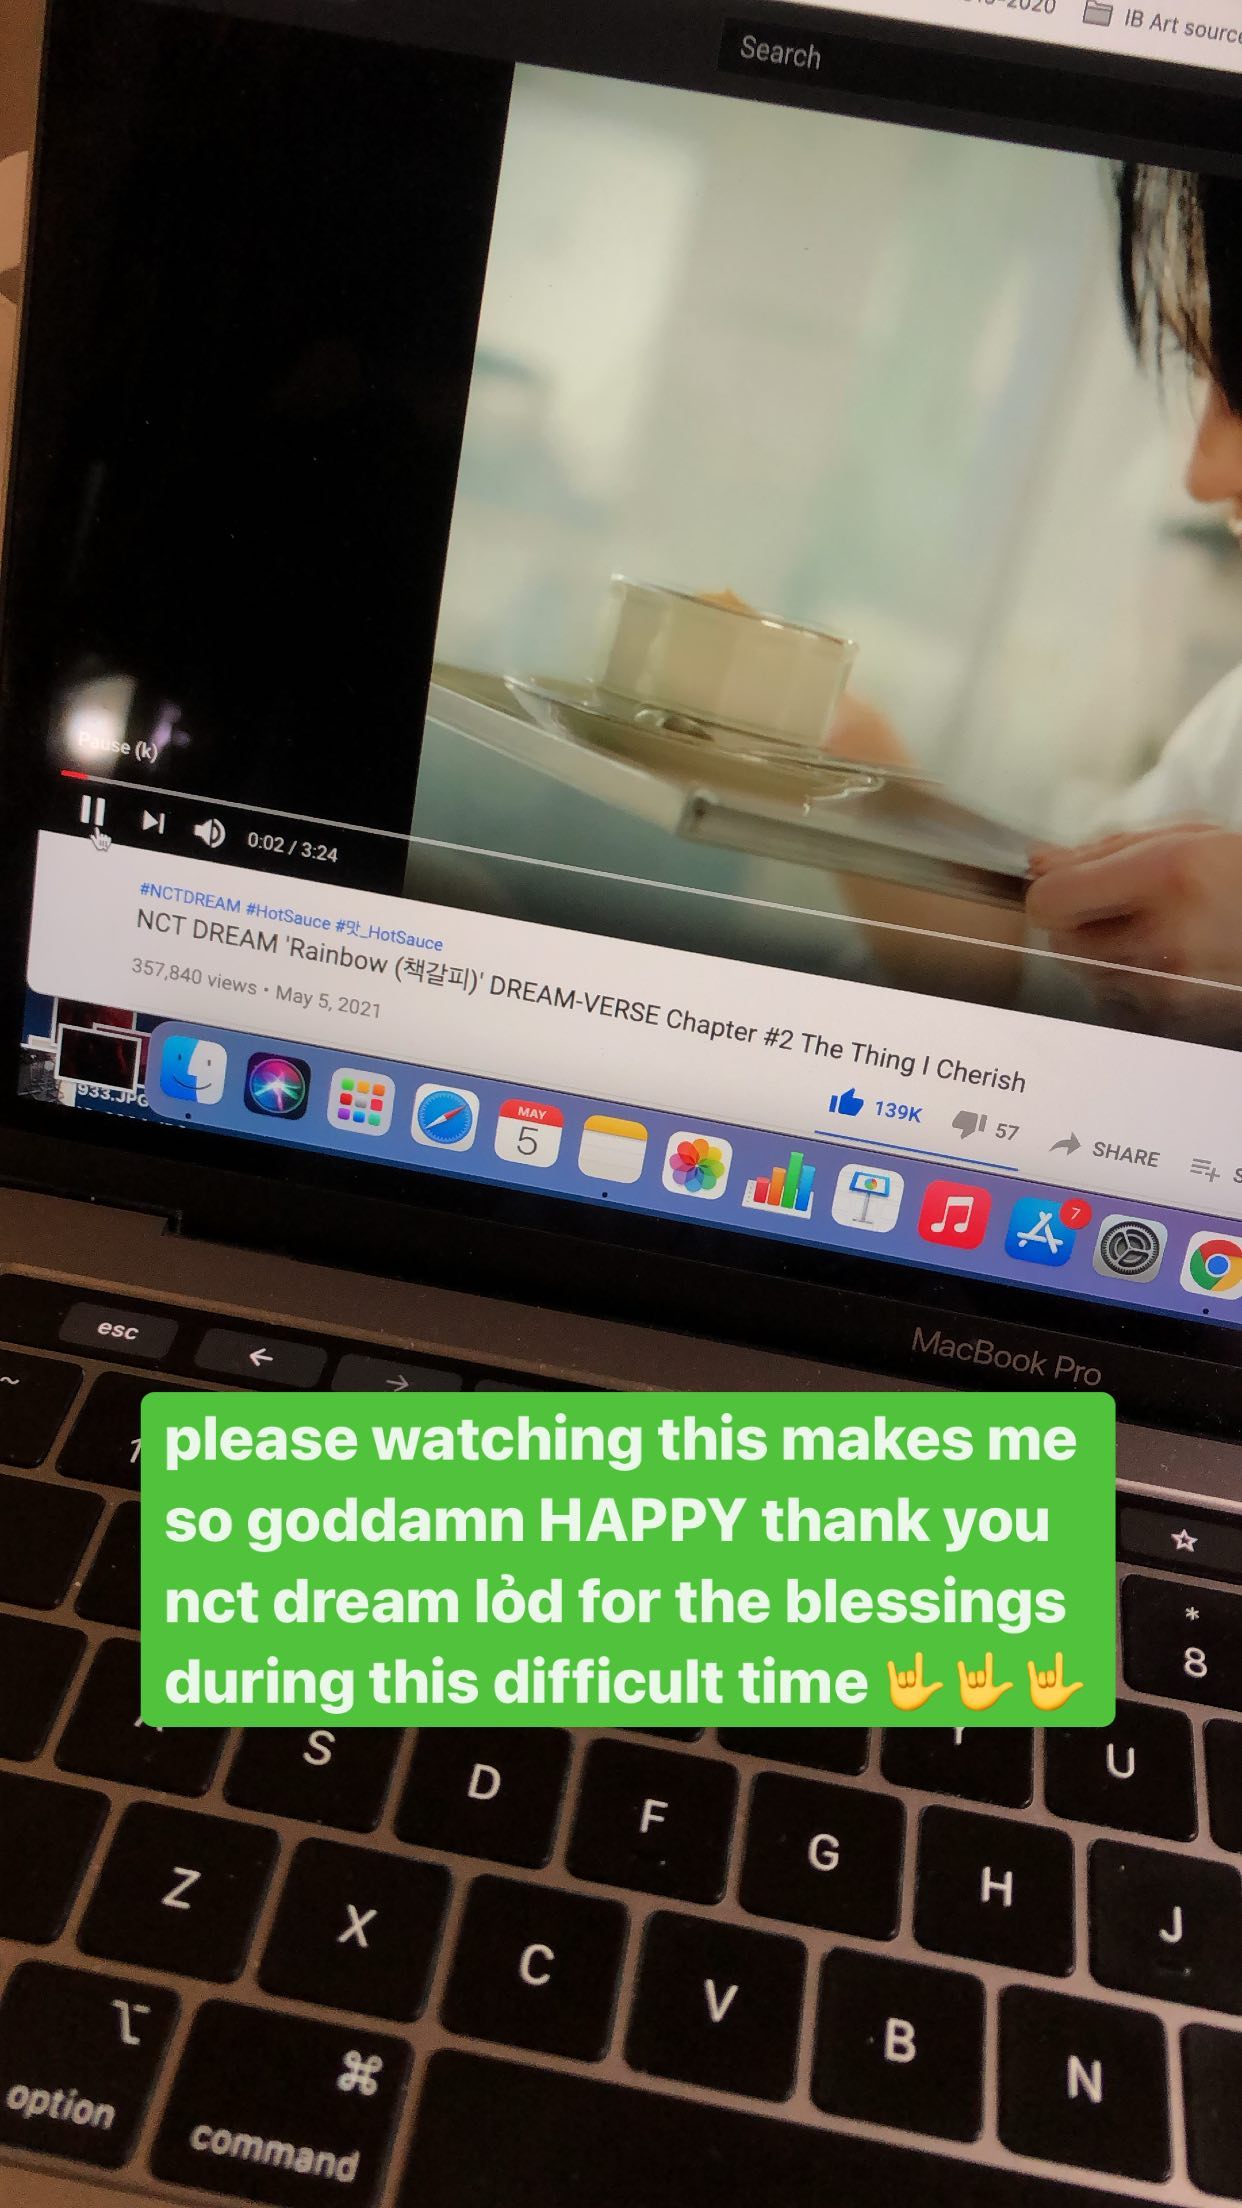 IB Art source
Search
Pause (k)
0:02 / 3:24
#NCTDREAM #HotSauce #맛_HotSauce
NCT DREAM 'Rainbow (책갈피)' DREAM-VERSE Chapter #2 The Thing I Cherish
357,840 views • May 5, 2021
139K
57
SHARE
933.JPG
MAY
5
7
MacBook Pro
esc
please watching this makes me
so goddamn HAPPY thank you
nct dream lỏd for the blessings
during this difficult time 🤟🤟🤟
*
8
S
D
F
G
H
J
Y
U
Z
X
C
V
B
N
option
⌘
command